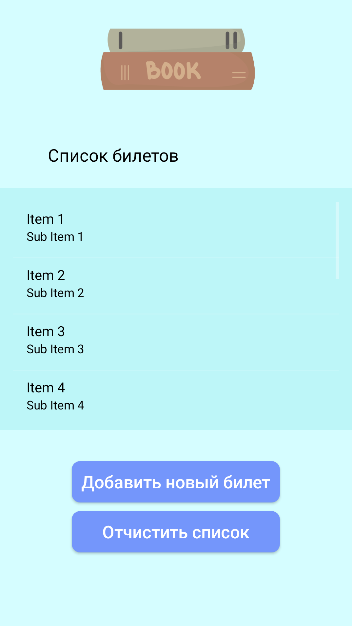 BOOK
Список билетов
Item 1
Sub Item 1
Item 2
Sub Item 2
Item 3
Sub Item 3
Item 4
Sub Item 4
Добавить новый билет
Отчистить список